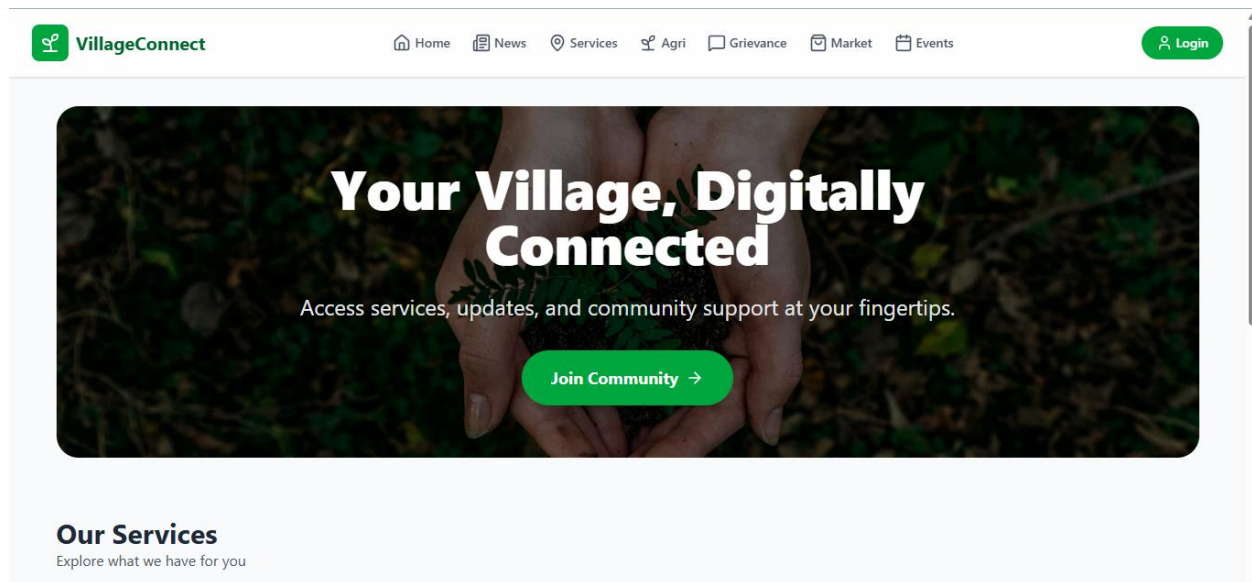 VillageConnect
Home News Services Agri Grievance Market Events
Login
Your Village, Digitally
Connected
Access services, updates, and community support at your fingertips.
Join Community →
Our Services
Explore what we have for you